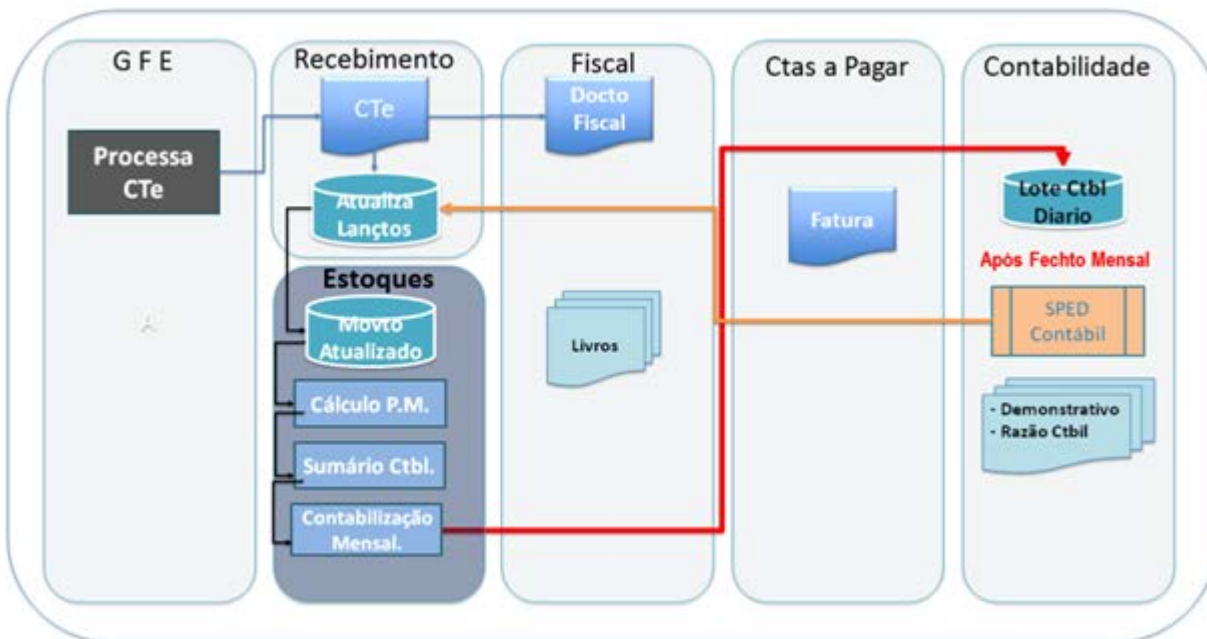 G F E
Processa
CTe
Recebimento
CTe
Atualiza
Lançtos
Estoques
Movto
Atualizado
Cálculo P.M.
Sumário Ctbl.
Contabilização
Mensal.
Fiscal
Docto
Fiscal
Livros
Ctas a Pagar
Fatura
Contabilidade
Lote Ctbl
Diario
Após Fechto Mensal
SPED
Contábil
- Demonstrativo
- Razão Ctbil